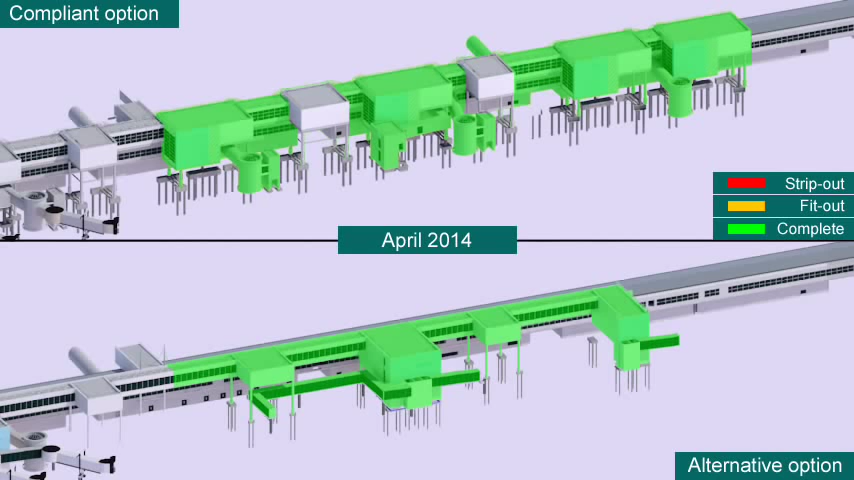 Compliant option
Strip-out
Fit-out
Complete
April 2014
Alternative option